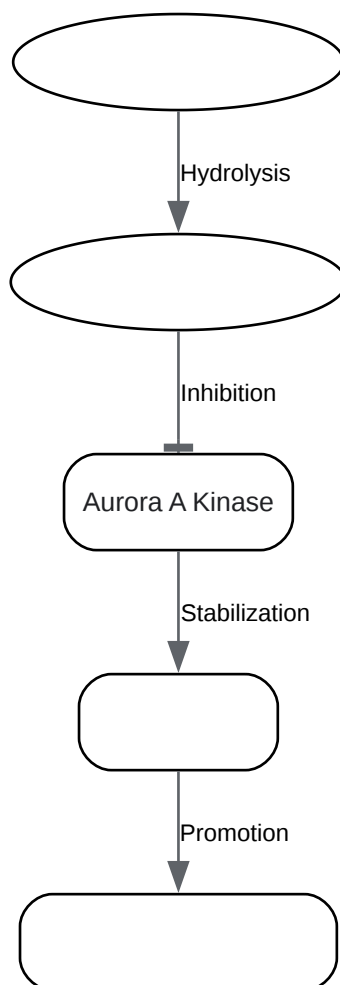 Hydrolysis
Inhibition
Aurora A Kinase
Stabilization
Promotion